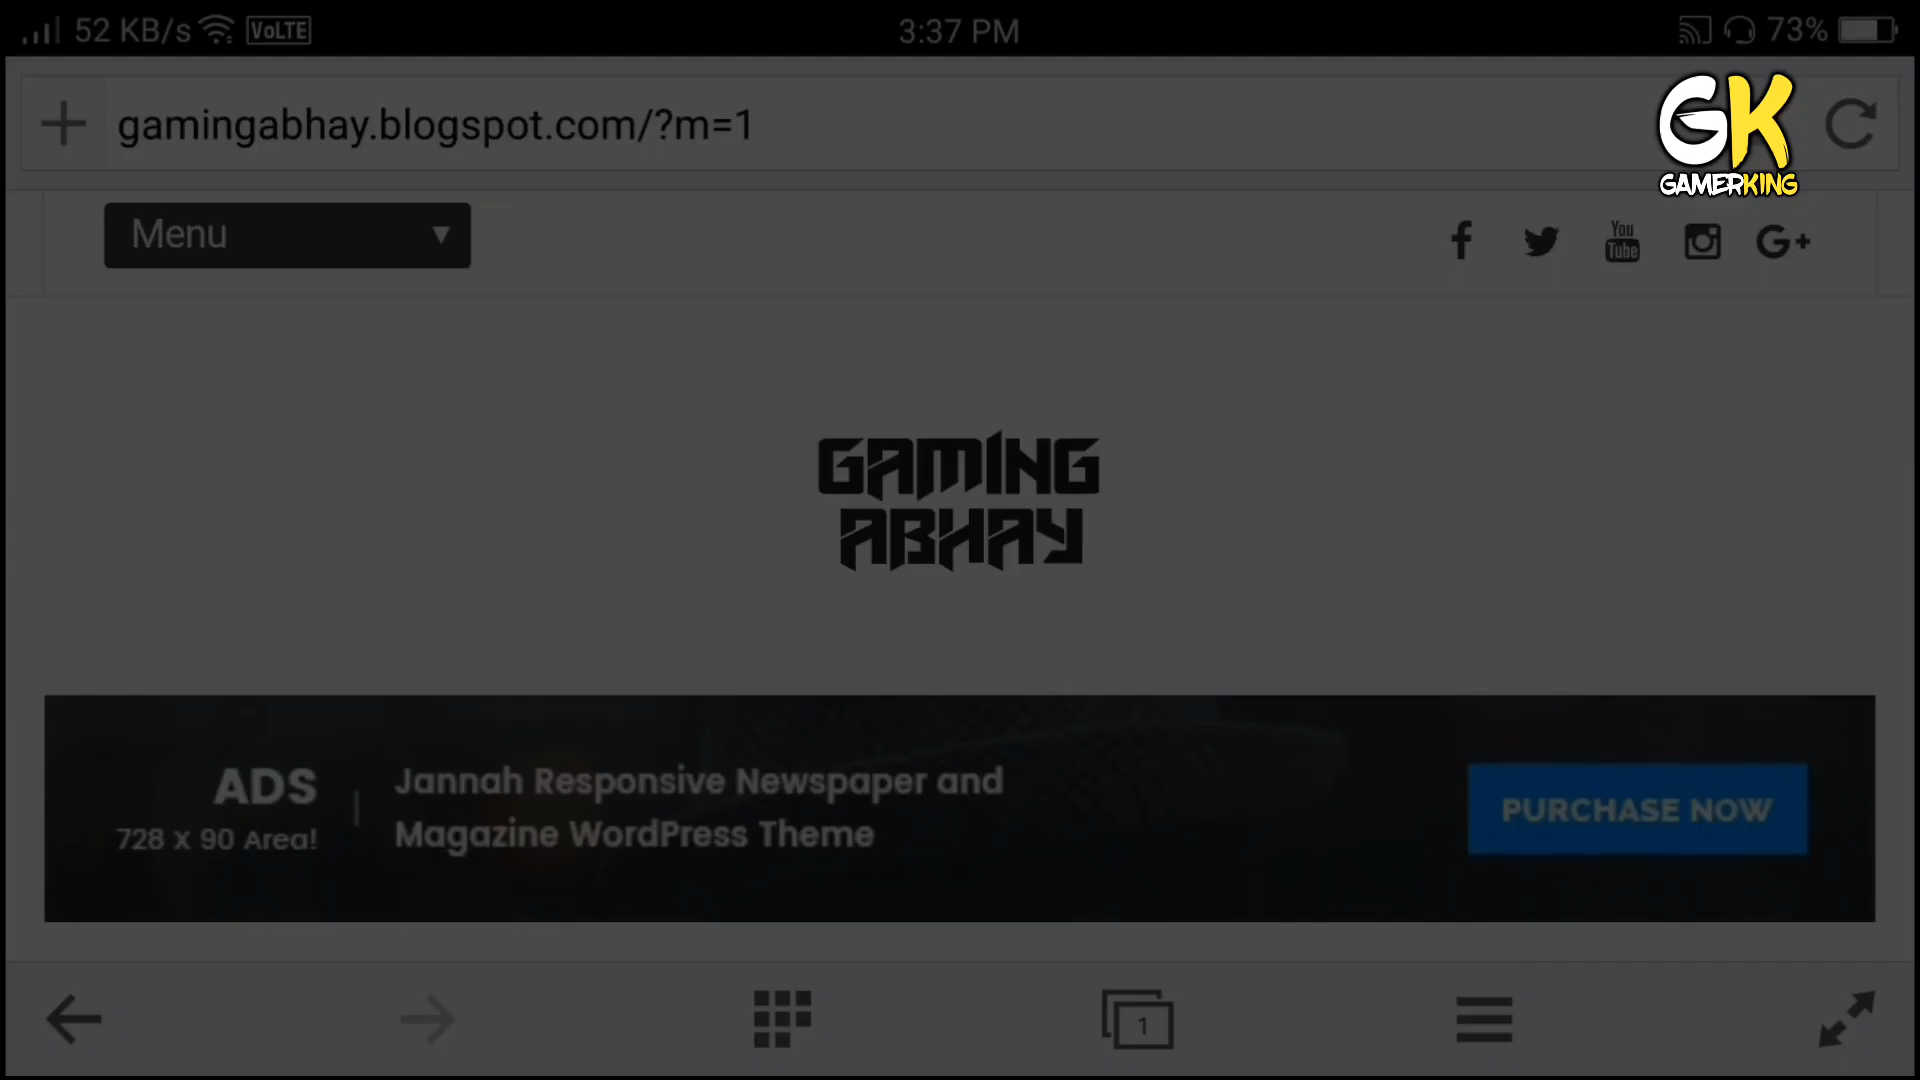 52 KB/s VoLTE 3:37 PM 73%
gamingabhay.blogspot.com/?m=1
GK
GAMERKING
Menu
You
Tube
G+
GAMING
ABHAY
ADS
728 x 90 Area!
Jannah Responsive Newspaper and
Magazine WordPress Theme
PURCHASE NOW
1